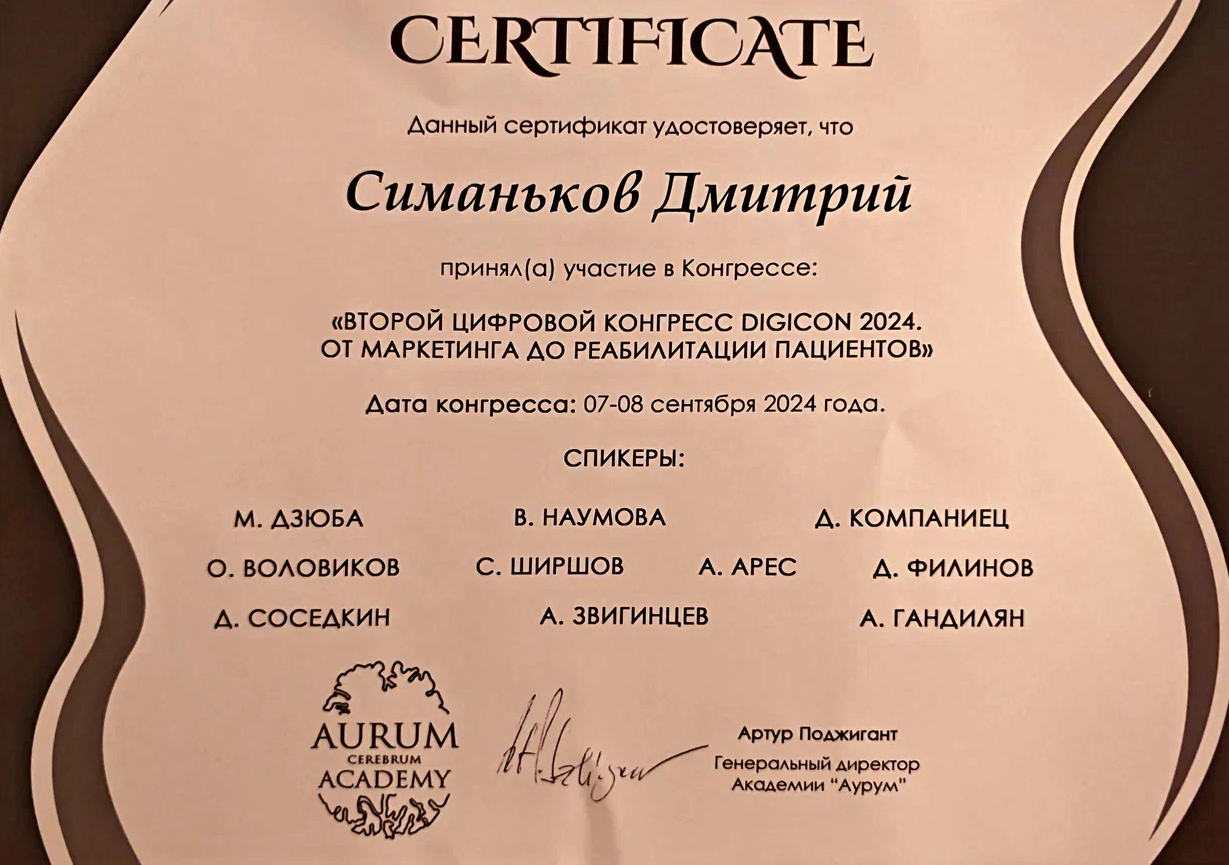 CERTIFICATE
Данный сертификат удостоверяет, что
Симаньков Дмитрий
принял(а) участие в Конгрессе:
«ВТОРОЙ ЦИФРОВОЙ КОНГРЕСС DIGICON 2024.
ОТ МАРКЕТИНГА ДО РЕАБИЛИТАЦИИ ПАЦИЕНТОВ»
Дата конгресса: 07-08 сентября 2024 года.
СПИКЕРЫ:
М. ДЗЮБА В. НАУМОВА Д. КОМПАНИЕЦ
О. ВОЛОВИКОВ С. ШИРШОВ А. АРЕС Д. ФИЛИНОВ
Д. СОСЕДКИН А. ЗВИГИНЦЕВ А. ГАНДИЛЯН
AURUM
CEREBRUM
ACADEMY
Артур Поджигант
Генеральный директор
Академии “Аурум”